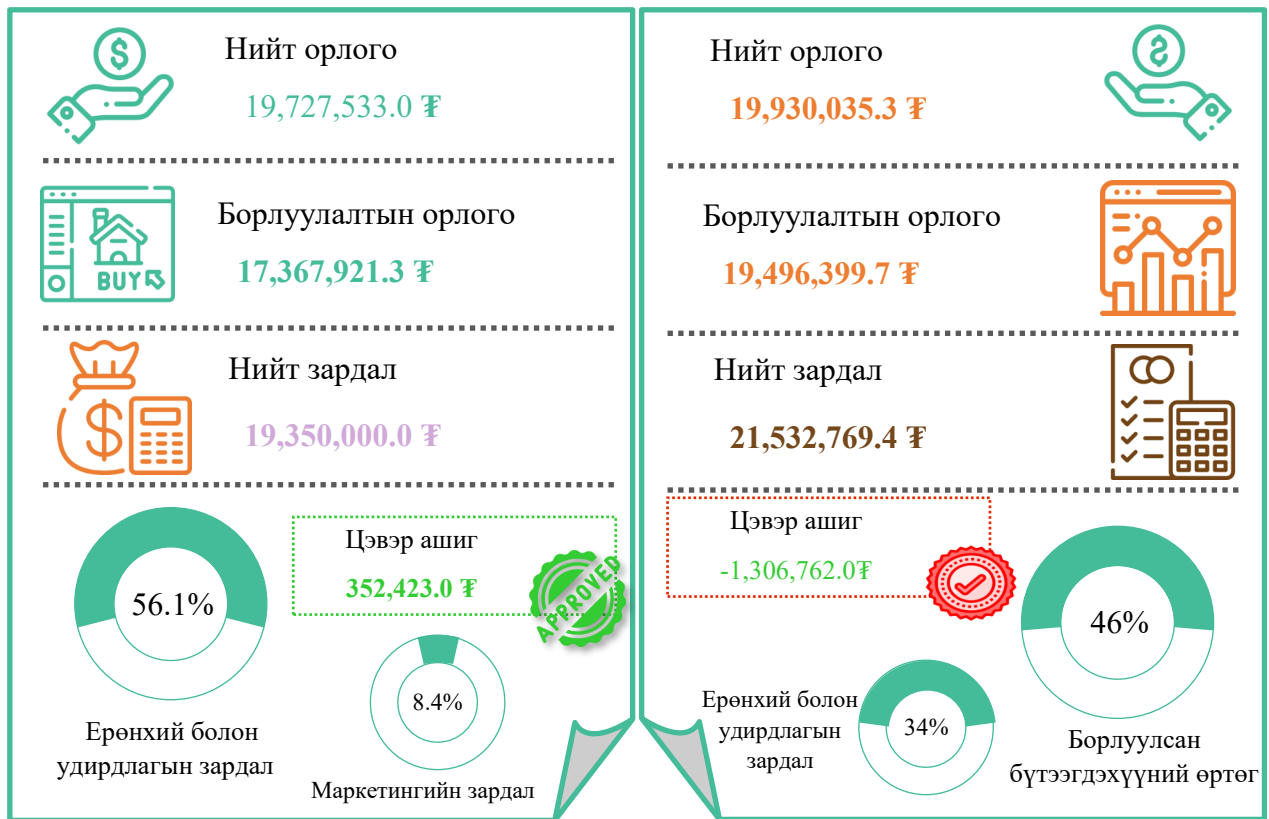 Нийт орлого
19,727,533.0 ₮
Борлуулалтын орлого
BUY
17,367,921.3 ₮
Нийт зардал
19,350,000.0 ₮
Цэвэр ашиг
352,423.0 ₮
APPROVED
56.1%
8.4%
Ерөнхий болон
удирдлагын зардал
Маркетингийн зардал
Нийт орлого
19,930,035.3 ₮
Борлуулалтын орлого
19,496,399.7 ₮
Нийт зардал
21,532,769.4 ₮
Цэвэр ашиг
-1,306,762.0₮
46%
Ерөнхий болон
удирдлагын
зардал
34%
Борлуулсан
бүтээгдэхүүний өртөг